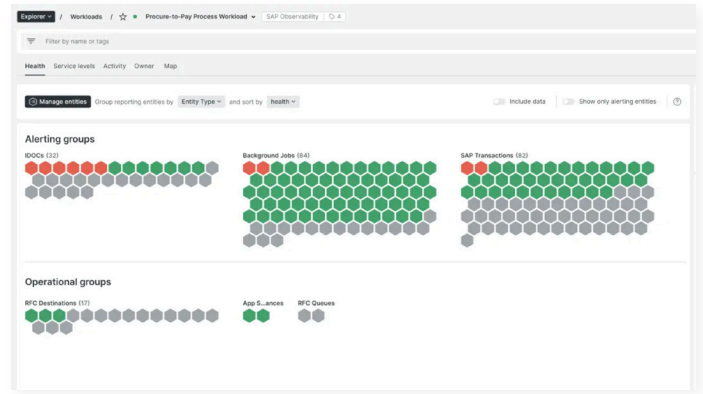 Explorer / Workloads / Procure-to-Pay Process Workload SAP Observability 4
Filter by name or tags
Health Service levels Activity Owner Map
Manage entities Group reporting entities by Entity Type and sort by health Include data Show only alerting entities ?
Alerting groups
IDOCs (32) Background Jobs (84) SAP Transactions (82)
Operational groups
RFC Destinations (17) App S...ances RFC Queues